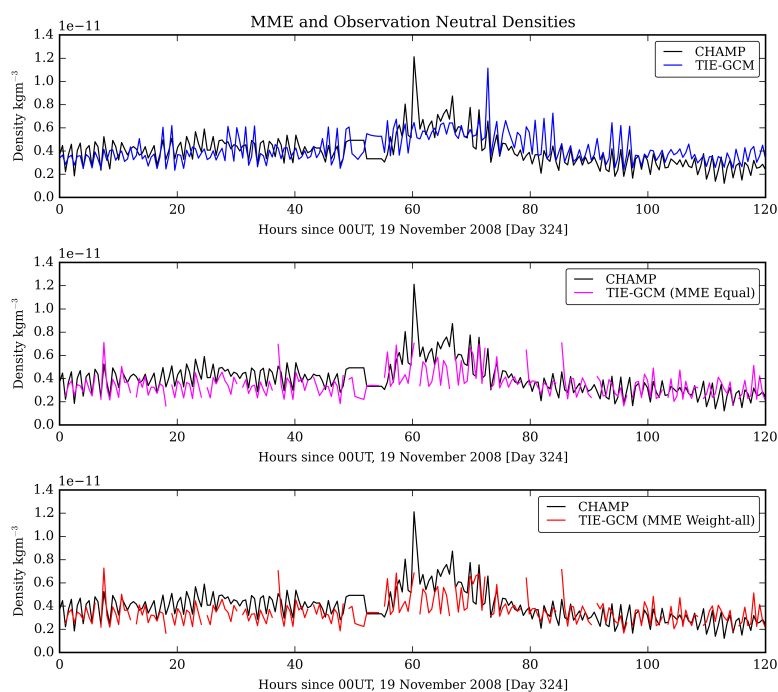 MME and Observation Neutral Densities
1e−11
1.4
1.2
1.0
0.8
0.6
0.4
0.2
0.0
Density kgm⁻³
CHAMP
TIE-GCM
0 20 40 60 80 100 120
Hours since 00UT, 19 November 2008 [Day 324]
1e−11
1.4
1.2
1.0
0.8
0.6
0.4
0.2
0.0
Density kgm⁻³
CHAMP
TIE-GCM (MME Equal)
0 20 40 60 80 100 120
Hours since 00UT, 19 November 2008 [Day 324]
1e−11
1.4
1.2
1.0
0.8
0.6
0.4
0.2
0.0
Density kgm⁻³
CHAMP
TIE-GCM (MME Weight-all)
0 20 40 60 80 100 120
Hours since 00UT, 19 November 2008 [Day 324]